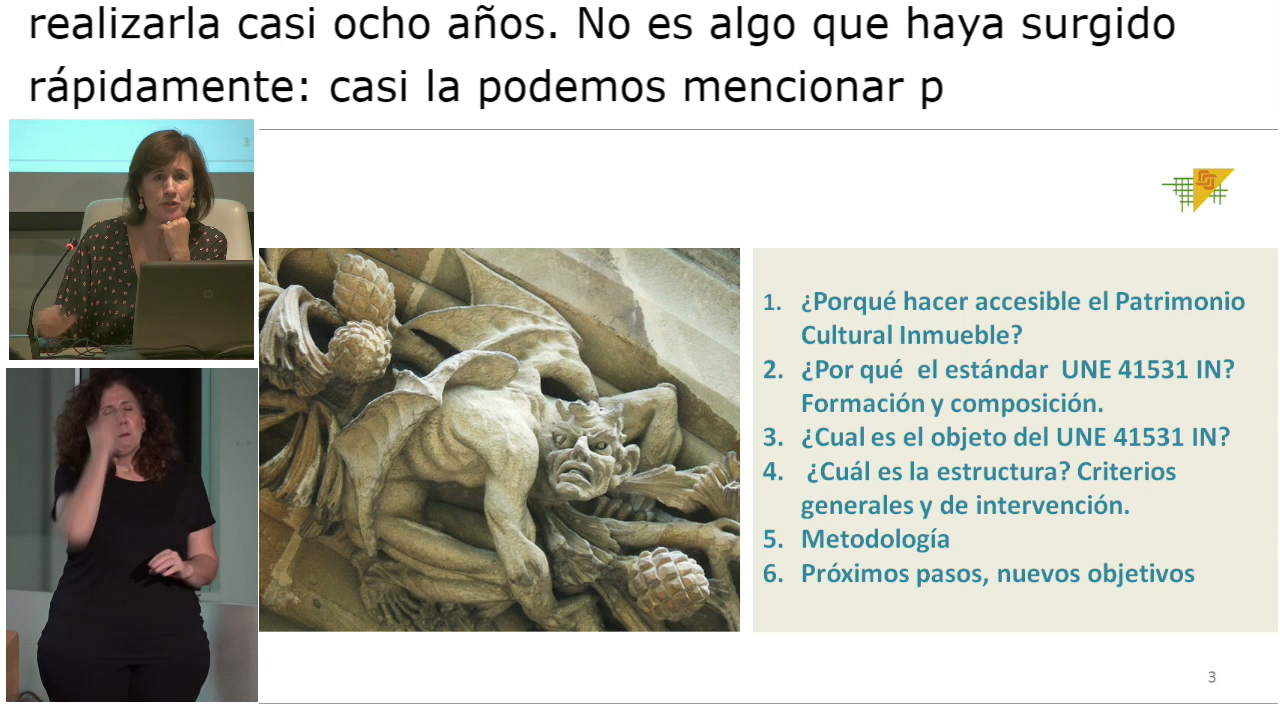 realizarla casi ocho años. No es algo que haya surgido
rápidamente: casi la podemos mencionar p
3
1. ¿Porqué hacer accesible el Patrimonio
Cultural Inmueble?
2. ¿Por qué el estándar UNE 41531 IN?
Formación y composición.
3. ¿Cual es el objeto del UNE 41531 IN?
4. ¿Cuál es la estructura? Criterios
generales y de intervención.
5. Metodología
6. Próximos pasos, nuevos objetivos
3